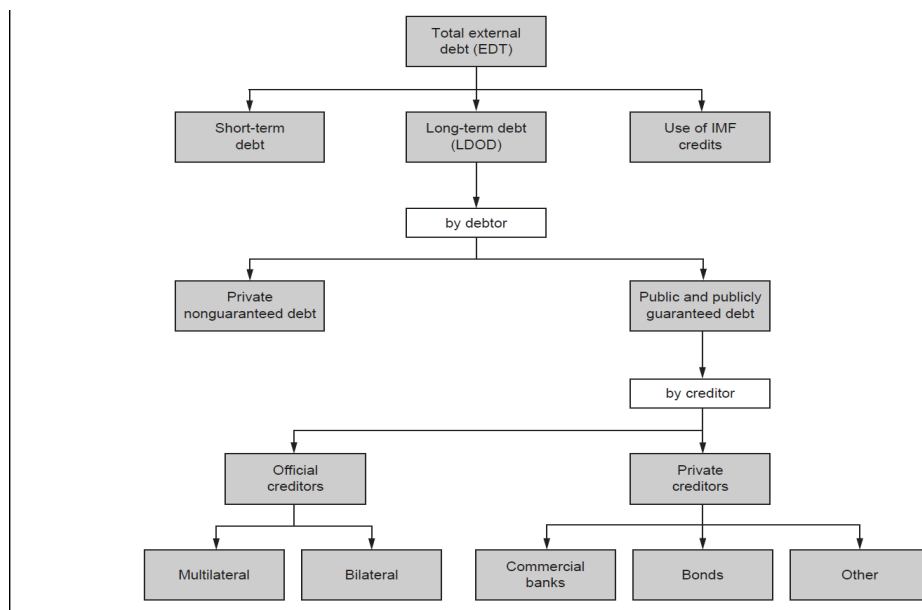 Total external
debt (EDT)
Short-term
debt
Long-term debt
(LDOD)
Use of IMF
credits
by debtor
Private
nonguaranteed debt
Public and publicly
guaranteed debt
by creditor
Official
creditors
Private
creditors
Multilateral
Bilateral
Commercial
banks
Bonds
Other